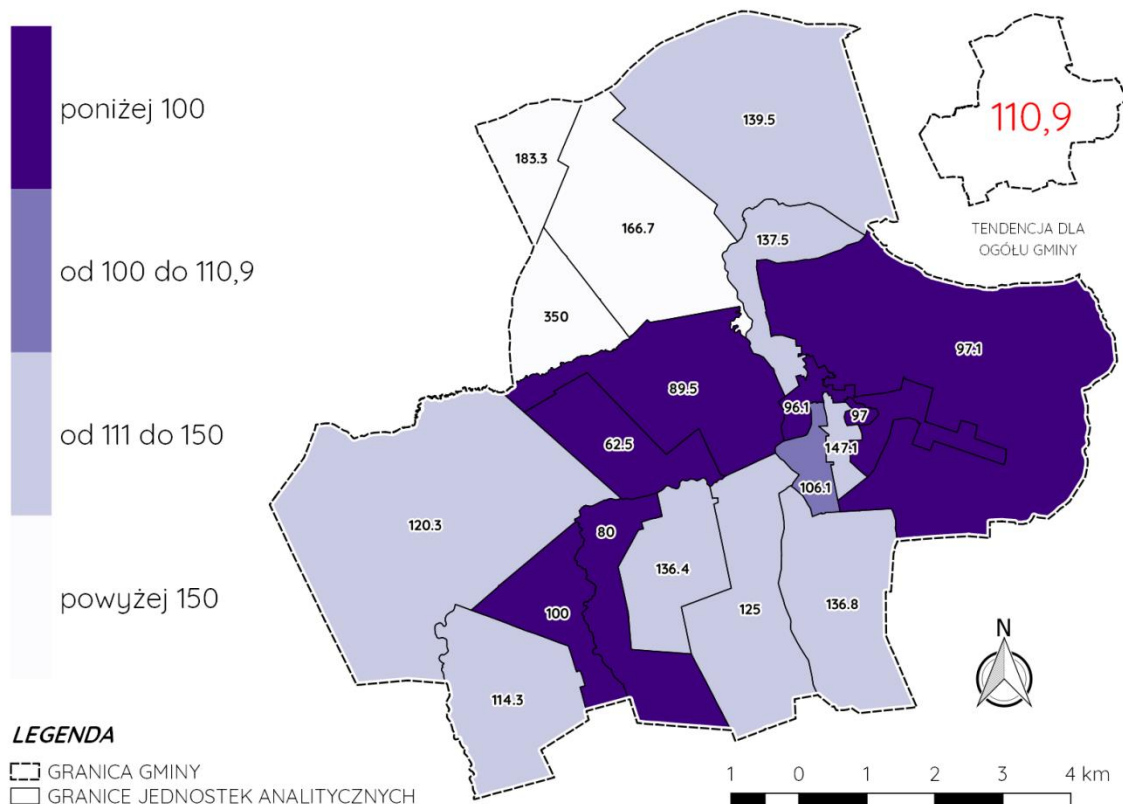 poniżej 100
od 100 do 110,9
od 111 do 150
powyżej 150
139.5
183.3
166.7
137.5
350
97.1
89.5
96.1
97
62.5
147.1
106.1
120.3
80
136.4
100
125
136.8
114.3
110,9
TENDENCJA DLA
OGÓŁU GMINY
N
LEGENDA
GRANICA GMINY
GRANICE JEDNOSTEK ANALITYCZNYCH
1 0 1 2 3 4 km